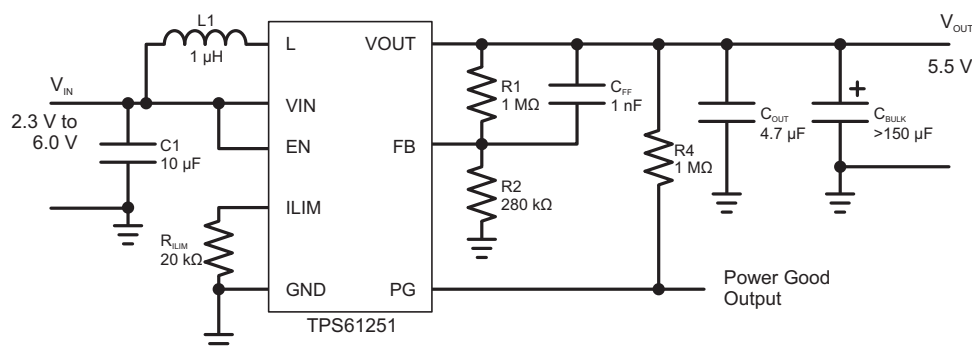 L1
1 µH
V_IN
2.3 V to
6.0 V
C1
10 µF
R_ILIM
20 kΩ
L
VIN
EN
ILIM
GND
VOUT
FB
PG
TPS61251
R1
1 MΩ
C_FF
1 nF
R2
280 kΩ
R4
1 MΩ
C_OUT
4.7 µF
+
C_BULK
>150 µF
V_OUT
5.5 V
Power Good
Output